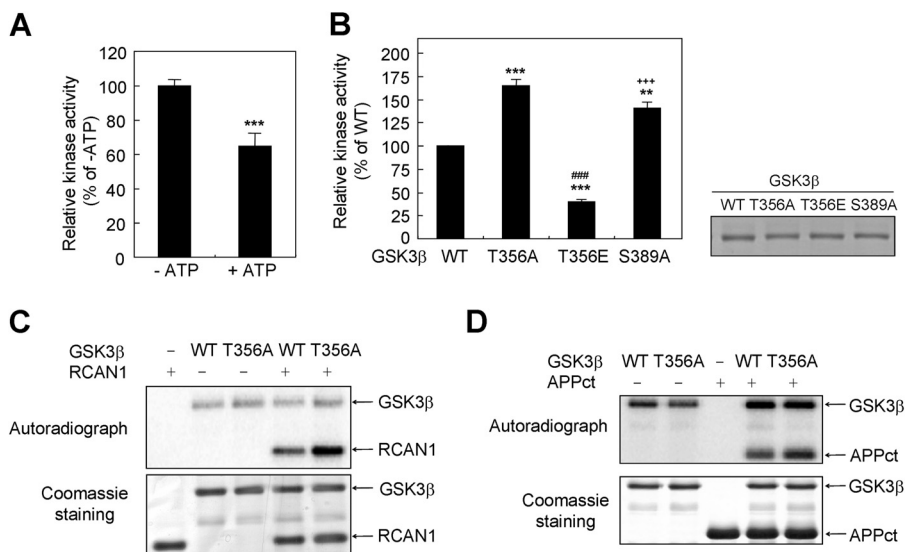 A
Relative kinase activity
(% of -ATP)
120
100
80
60
40
20
0
***
- ATP + ATP
B
Relative kinase activity
(% of WT)
200
175
150
125
100
75
50
25
0
***
###
***
+++
**
GSK3β WT T356A T356E S389A
GSK3β
WT T356A T356E S389A
C
GSK3β – WT T356A WT T356A
RCAN1 + – – + +
Autoradiograph
GSK3β
RCAN1
Coomassie
staining
GSK3β
RCAN1
D
GSK3β WT T356A – WT T356A
APPct – – + + +
Autoradiograph
GSK3β
APPct
Coomassie
staining
GSK3β
APPct